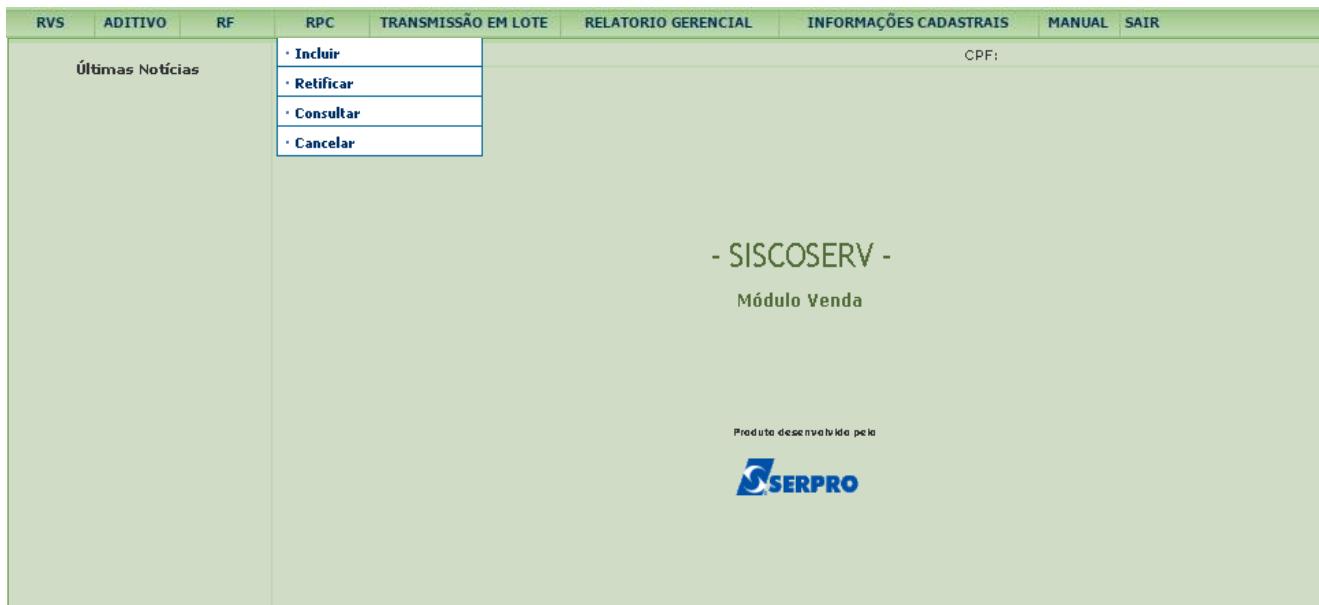 RVS ADITIVO RF RPC TRANSMISSÃO EM LOTE RELATORIO GERENCIAL INFORMAÇÕES CADASTRAIS MANUAL SAIR
Últimas Notícias
· Incluir
· Retificar
· Consultar
· Cancelar
CPF:
- SISCOSERV -
Módulo Venda
Produto desenvolvido pelo
SERPRO